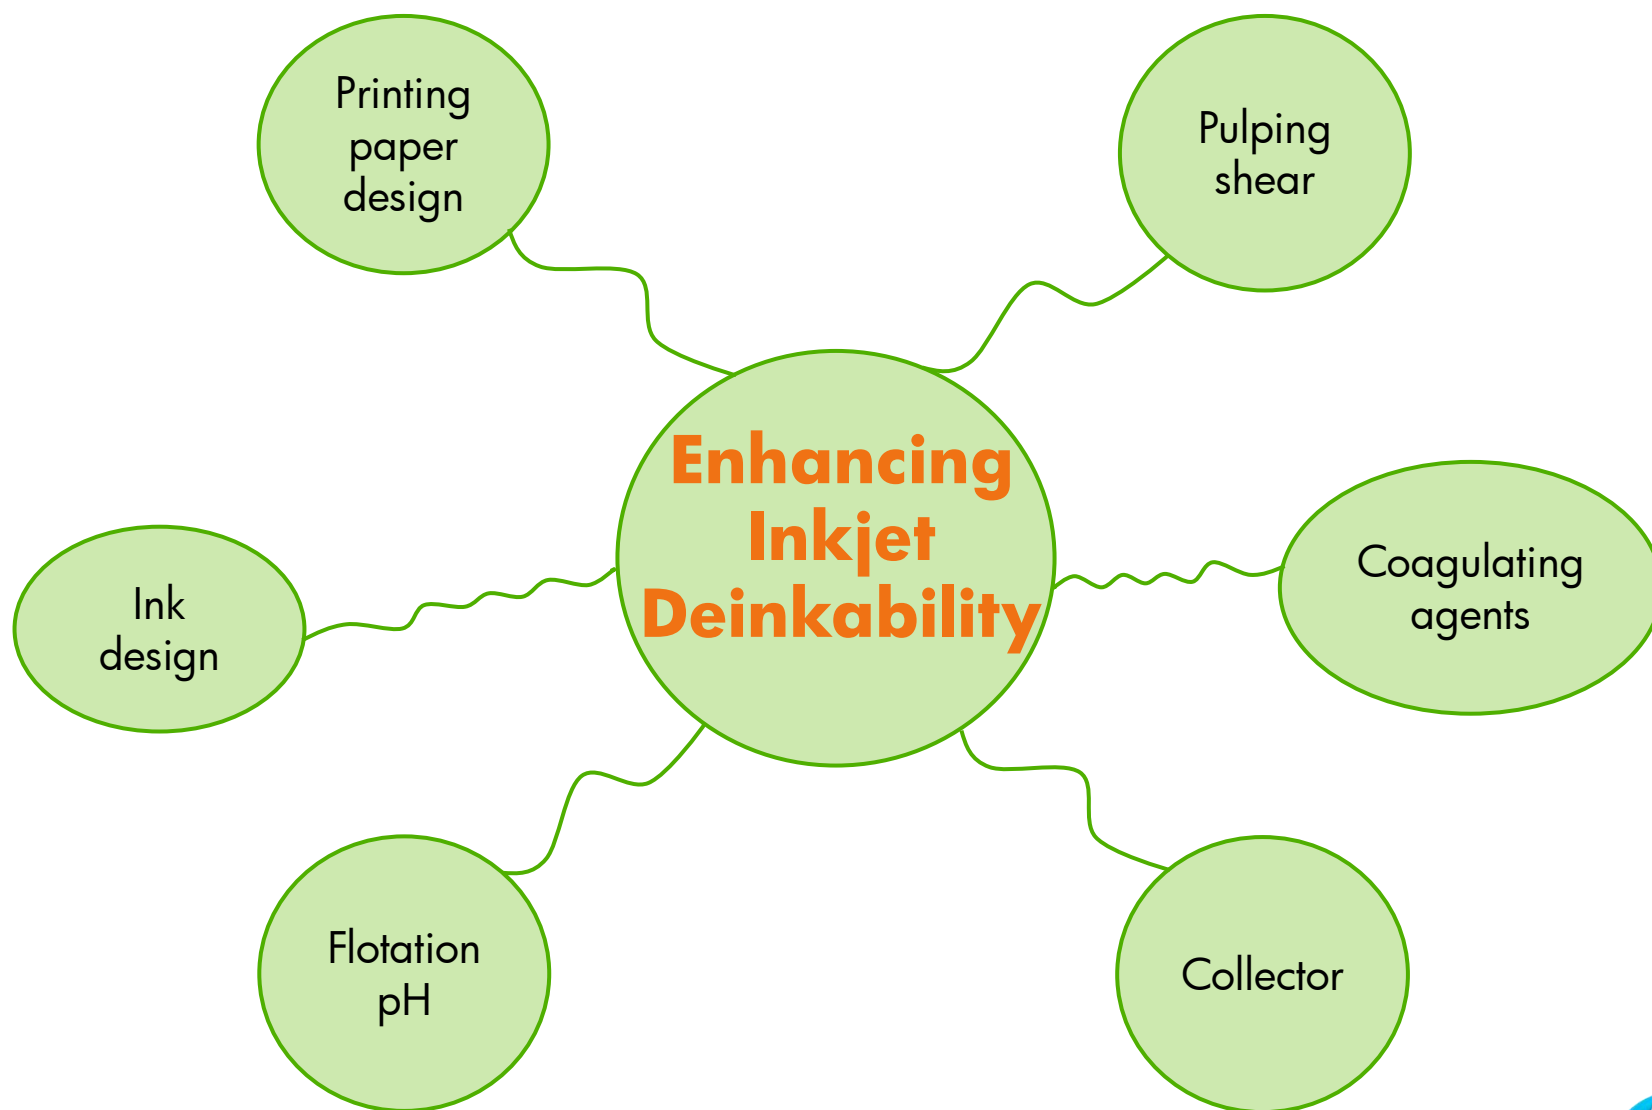 Printing
paper
design
Pulping
shear
Enhancing
Inkjet
Deinkability
Ink
design
Coagulating
agents
Flotation
pH
Collector